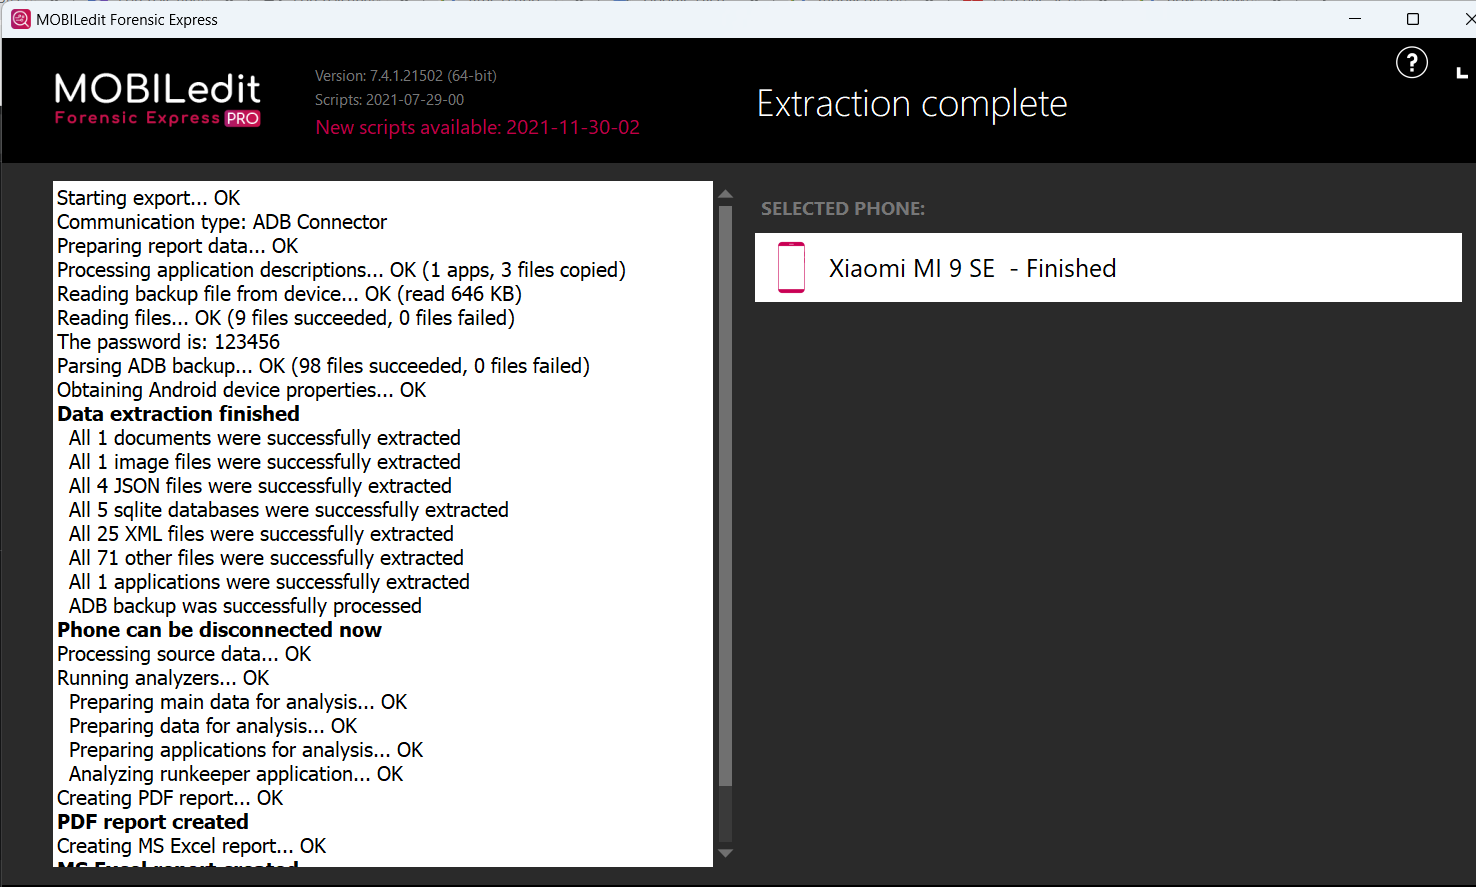 MOBILedit Forensic Express
MOBILedit
Forensic Express PRO
Version: 7.4.1.21502 (64-bit)
Scripts: 2021-07-29-00
New scripts available: 2021-11-30-02
Extraction complete
?
Starting export... OK
Communication type: ADB Connector
Preparing report data... OK
Processing application descriptions... OK (1 apps, 3 files copied)
Reading backup file from device... OK (read 646 KB)
Reading files... OK (9 files succeeded, 0 files failed)
The password is: 123456
Parsing ADB backup... OK (98 files succeeded, 0 files failed)
Obtaining Android device properties... OK
Data extraction finished
All 1 documents were successfully extracted
All 1 image files were successfully extracted
All 4 JSON files were successfully extracted
All 5 sqlite databases were successfully extracted
All 25 XML files were successfully extracted
All 71 other files were successfully extracted
All 1 applications were successfully extracted
ADB backup was successfully processed
Phone can be disconnected now
Processing source data... OK
Running analyzers... OK
Preparing main data for analysis... OK
Preparing data for analysis... OK
Preparing applications for analysis... OK
Analyzing runkeeper application... OK
Creating PDF report... OK
PDF report created
Creating MS Excel report... OK
MS Excel report created
SELECTED PHONE:
Xiaomi MI 9 SE - Finished